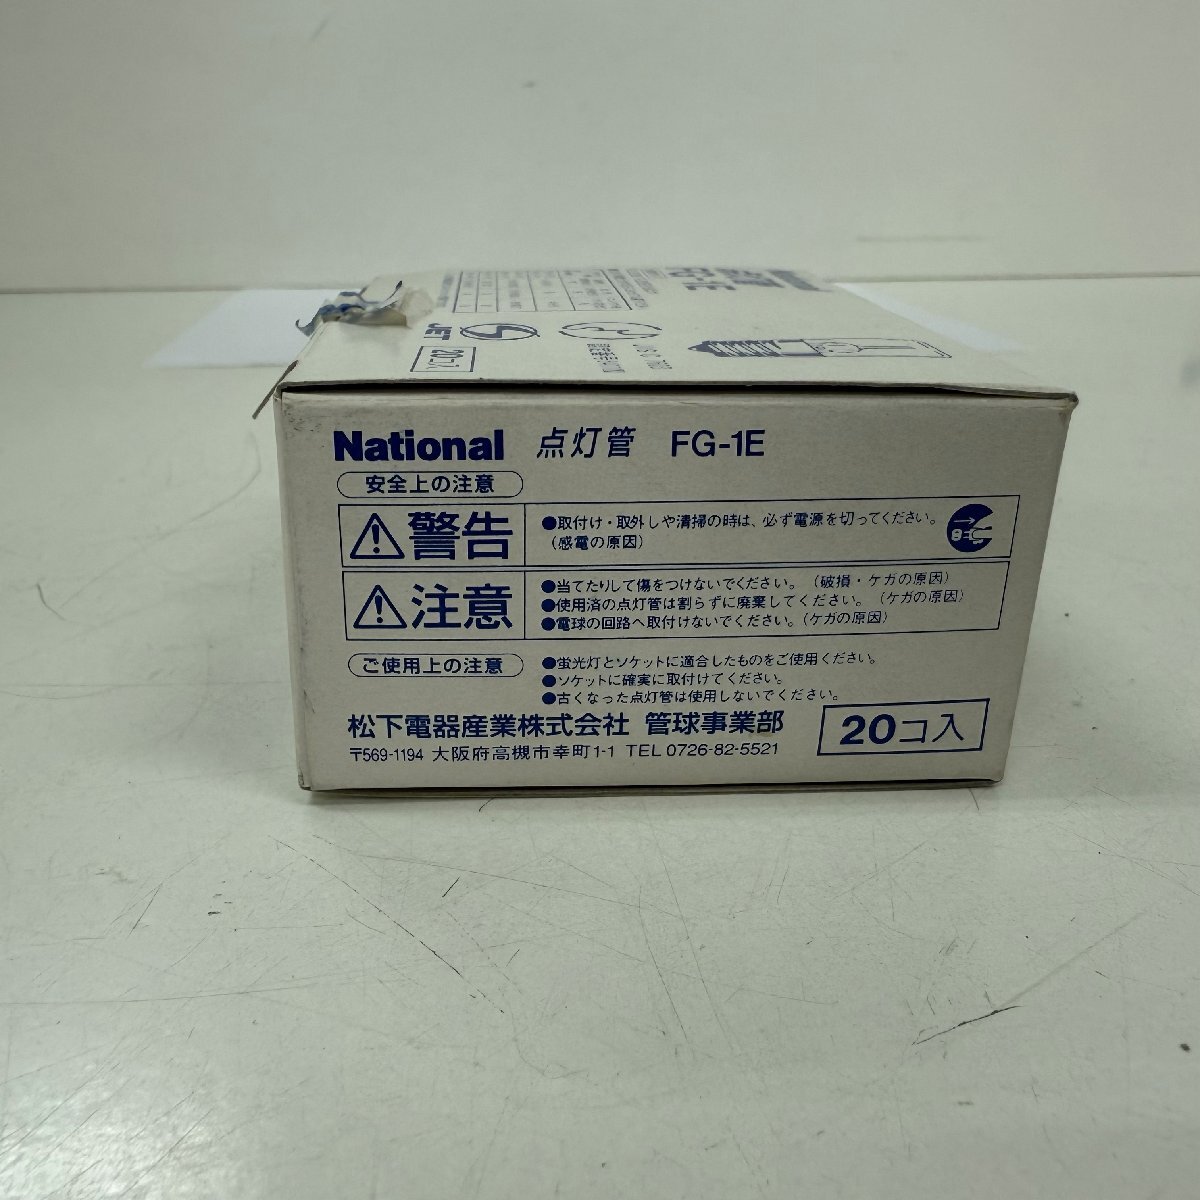 FG-1E
JET
20コ入
National 点灯管 FG-1E
安全上の注意
警告
●取付け・取外しや清掃の時は、必ず電源を切ってください。
(感電の原因)
注意
●当てたりして傷をつけないでください。(破損・ケガの原因)
●使用済の点灯管は割らずに廃棄してください。(ケガの原因)
●電球の回路へ取付けないでください。(ケガの原因)
ご使用上の注意
●蛍光灯とソケットに適合したものをご使用ください。
●ソケットに確実に取付けてください。
●古くなった点灯管は使用しないでください。
松下電器産業株式会社 管球事業部
〒569-1194 大阪府高槻市幸町1-1 TEL 0726-82-5521
20コ入